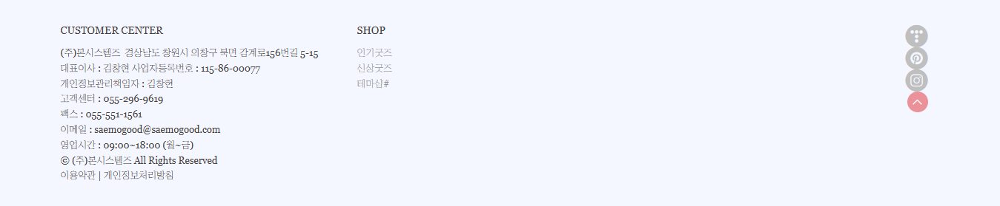 CUSTOMER CENTER
(주)본시스템즈 경상남도 창원시 의창구 북면 감계로156번길 5-15
대표이사 : 김창현 사업자등록번호 : 115-86-00077
개인정보관리책임자 : 김창현
고객센터 : 055-296-9619
팩스 : 055-551-1561
이메일 : saemogood@saemogood.com
영업시간 : 09:00~18:00 (월~금)
ⓒ (주)본시스템즈 All Rights Reserved
이용약관 | 개인정보처리방침
SHOP
인기굿즈
신상굿즈
테마샵#